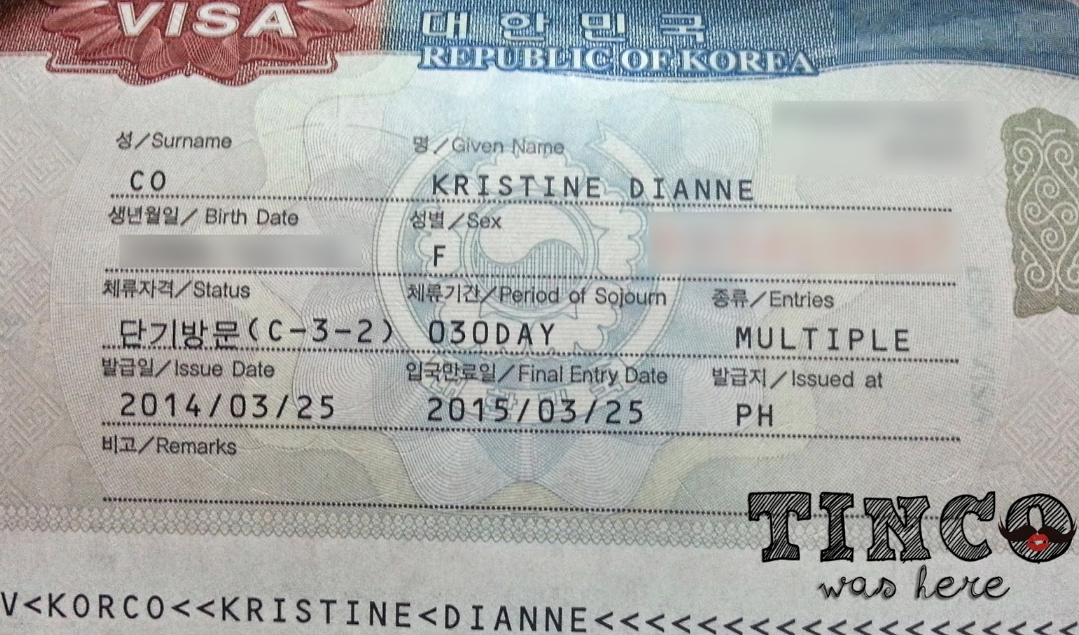 VISA 대한민국
REPUBLIC OF KOREA
성/Surname 명/Given Name
CO KRISTINE DIANNE
생년월일/Birth Date 성별/Sex
F
체류자격/Status 체류기간/Period of Sojourn 종류/Entries
단기방문(C-3-2) 030DAY MULTIPLE
발급일/Issue Date 입국만료일/Final Entry Date 발급지/Issued at
2014/03/25 2015/03/25 PH
비고/Remarks
TINCO
was here
V<KORCO<<KRISTINE<DIANNE<<<<<<<<<<<<<<<<<<<